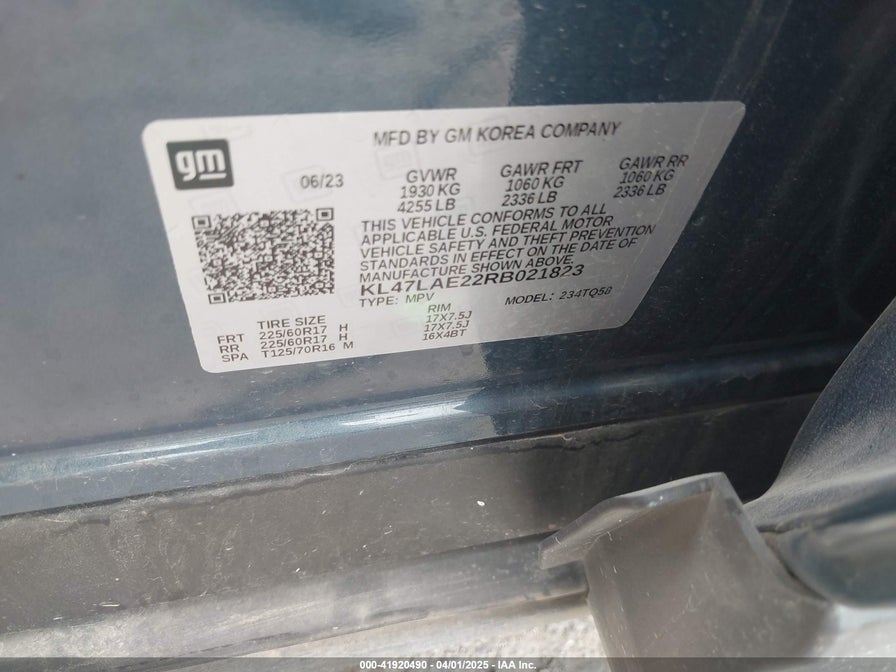 gm
MFD BY GM KOREA COMPANY
06/23
GVWR
1930 KG
4255 LB
GAWR FRT
1060 KG
2336 LB
GAWR RR
1060 KG
2336 LB
THIS VEHICLE CONFORMS TO ALL
APPLICABLE U.S. FEDERAL MOTOR
VEHICLE SAFETY AND THEFT PREVENTION
STANDARDS IN EFFECT ON THE DATE OF
MANUFACTURE SHOWN ABOVE.
KL47LAE22RB021823
TYPE: MPV
MODEL: 234TQ58
TIRE SIZE RIM
FRT 225/60R17 H 17X7.5J
RR 225/60R17 H 17X7.5J
SPA T125/70R16 M 16X4BT
000-41920490 - 04/01/2025 - IAA Inc.